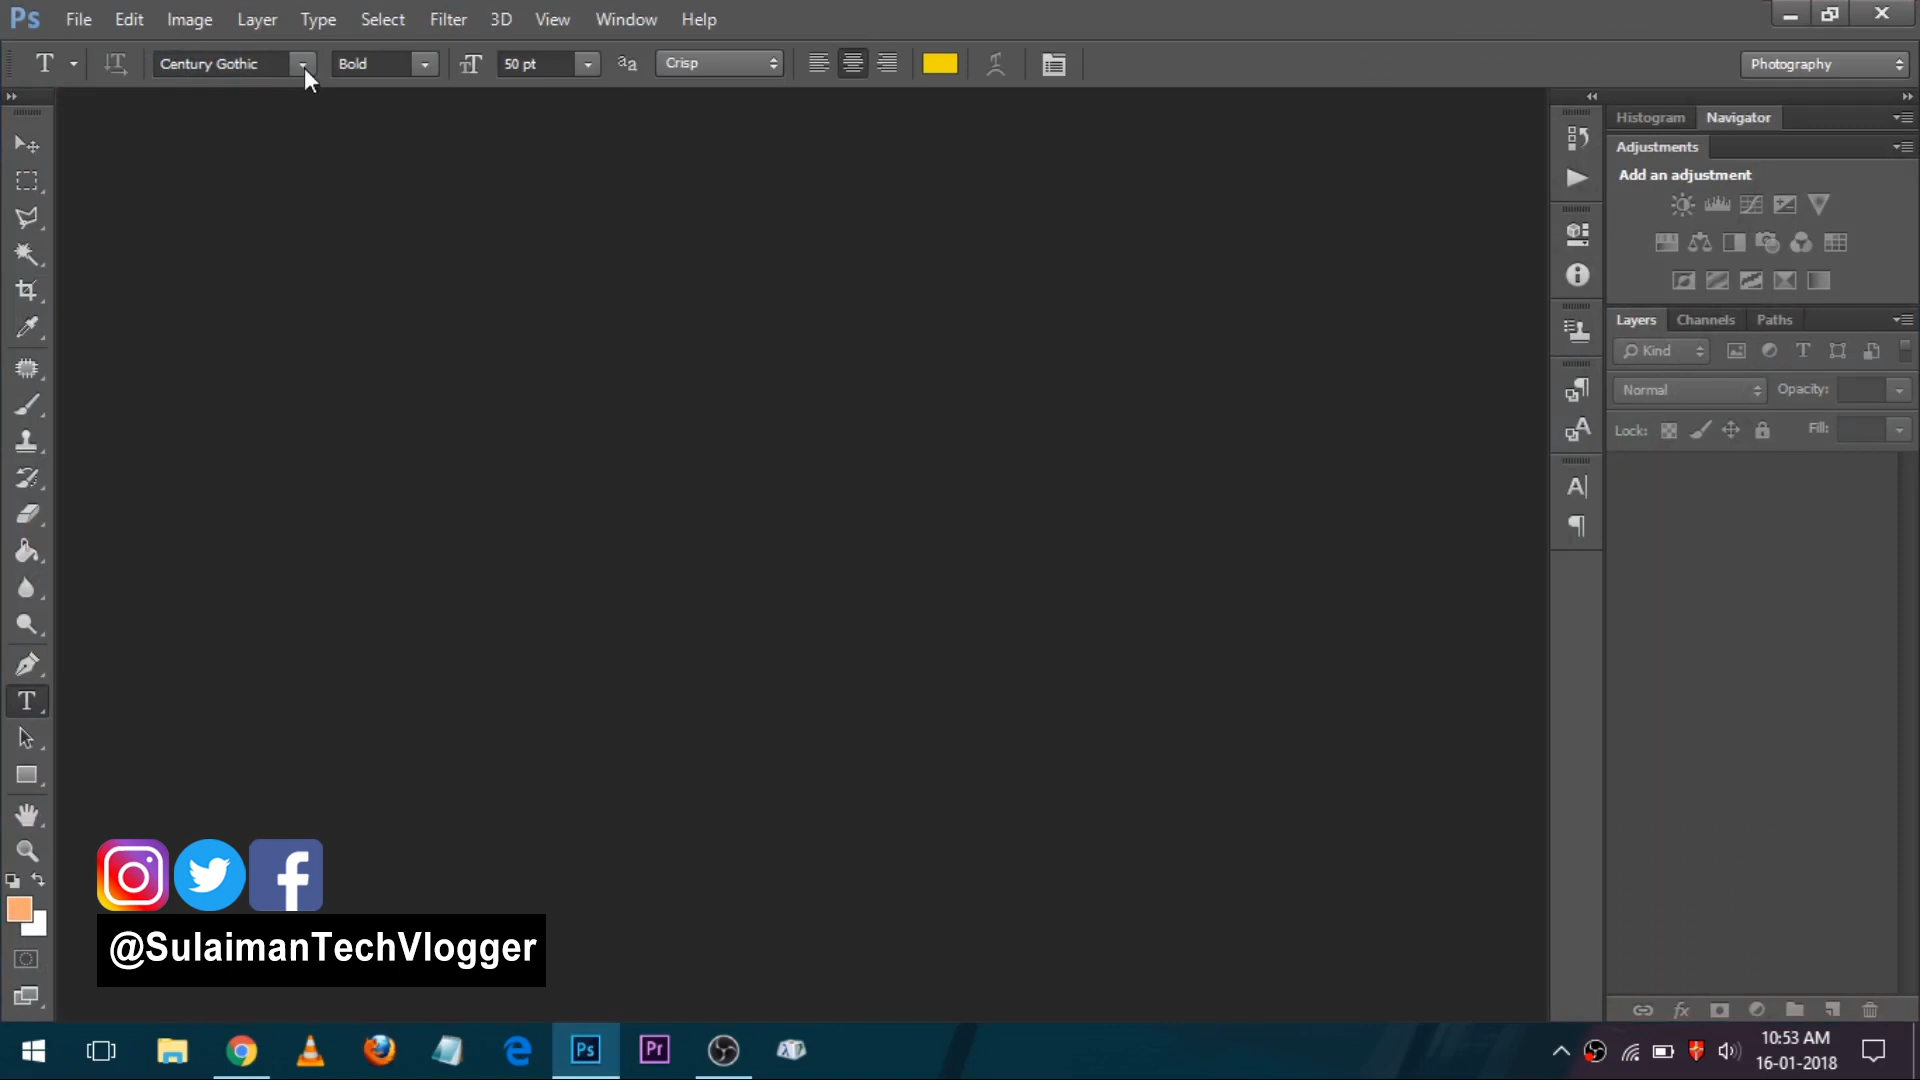 Ps File Edit Image Layer Type Select Filter 3D View Window Help
T Century Gothic Bold 50 pt Crisp Photography
Histogram Navigator
Adjustments
Add an adjustment
Layers Channels Paths
Kind
Normal Opacity:
Lock: Fill:
@SulaimanTechVlogger
Ps Pr 10:53 AM
16-01-2018